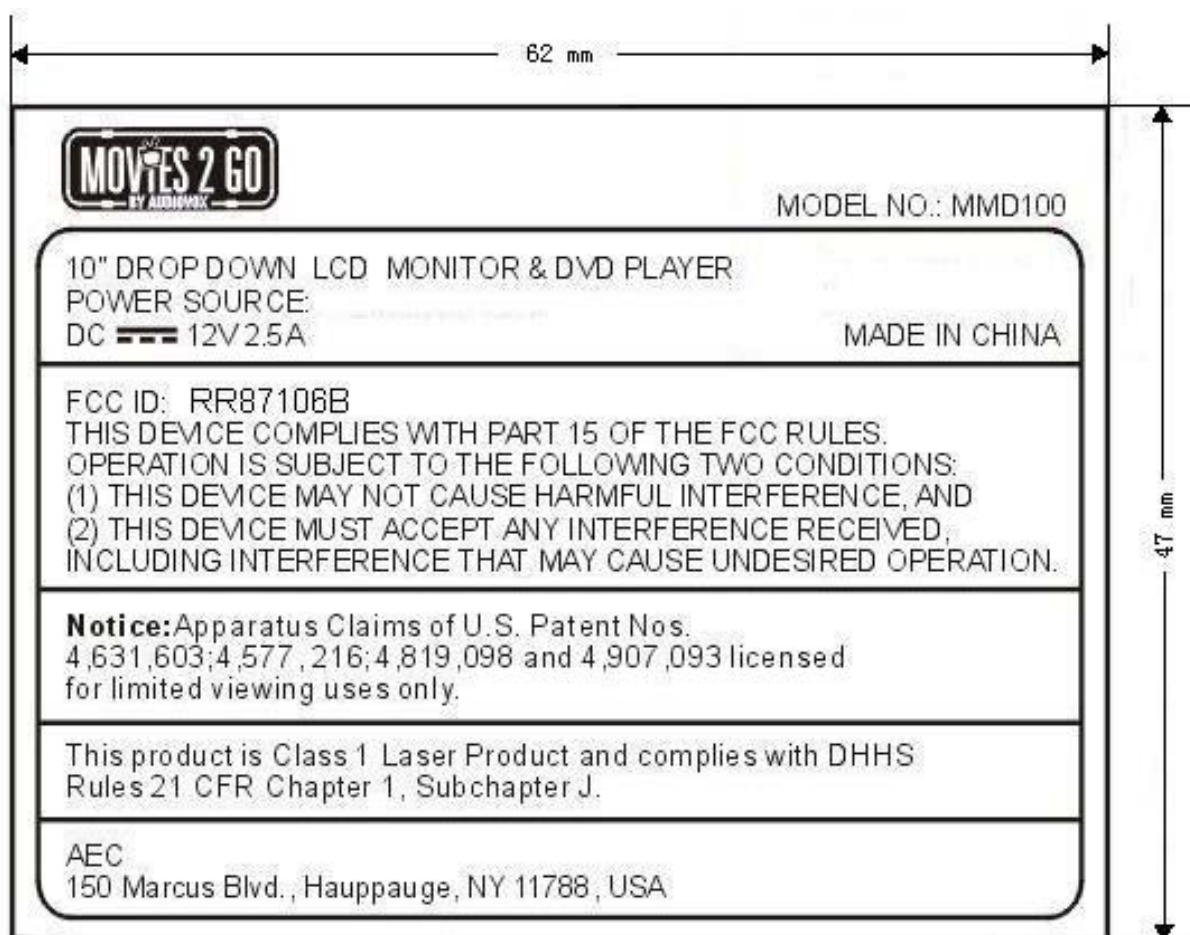 62 mm
MOVIES 2 GO
BY AUDIOVOX
MODEL NO.: MMD100
10" DROP DOWN LCD MONITOR & DVD PLAYER
POWER SOURCE:
DC 12V 2.5A
MADE IN CHINA
FCC ID: RR87106B
THIS DEVICE COMPLIES WITH PART 15 OF THE FCC RULES.
OPERATION IS SUBJECT TO THE FOLLOWING TWO CONDITIONS:
(1) THIS DEVICE MAY NOT CAUSE HARMFUL INTERFERENCE, AND
(2) THIS DEVICE MUST ACCEPT ANY INTERFERENCE RECEIVED,
INCLUDING INTERFERENCE THAT MAY CAUSE UNDESIRED OPERATION.
47 mm
Notice:Apparatus Claims of U.S. Patent Nos.
4,631,603;4,577,216;4,819,098 and 4,907,093 licensed
for limited viewing uses only.
This product is Class 1 Laser Product and complies with DHHS
Rules 21 CFR Chapter 1, Subchapter J.
AEC
150 Marcus Blvd., Hauppauge, NY 11788, USA